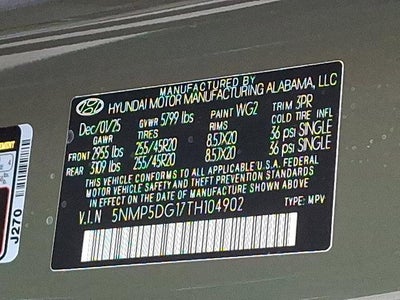 MANUFACTURED BY
HYUNDAI MOTOR MANUFACTURING ALABAMA, LLC
Dec/01/25 GVWR 5799 lbs PAINT WG2 TRIM 3PR
GAWR TIRES COLD TIRE INFL
FRONT 2955 lbs 255/45R20 8.5JX20 36 psi SINGLE
REAR 3109 lbs 255/45R20 8.5JX20 36 psi SINGLE
THIS VEHICLE CONFORMS TO ALL APPLICABLE U.S.A. FEDERAL
MOTOR VEHICLE SAFETY AND THEFT PREVENTION STANDARDS
IN EFFECT ON THE DATE OF MANUFACTURE SHOWN ABOVE
V.I.N 5NMP5DG17TH104902 TYPE: MPV
J270